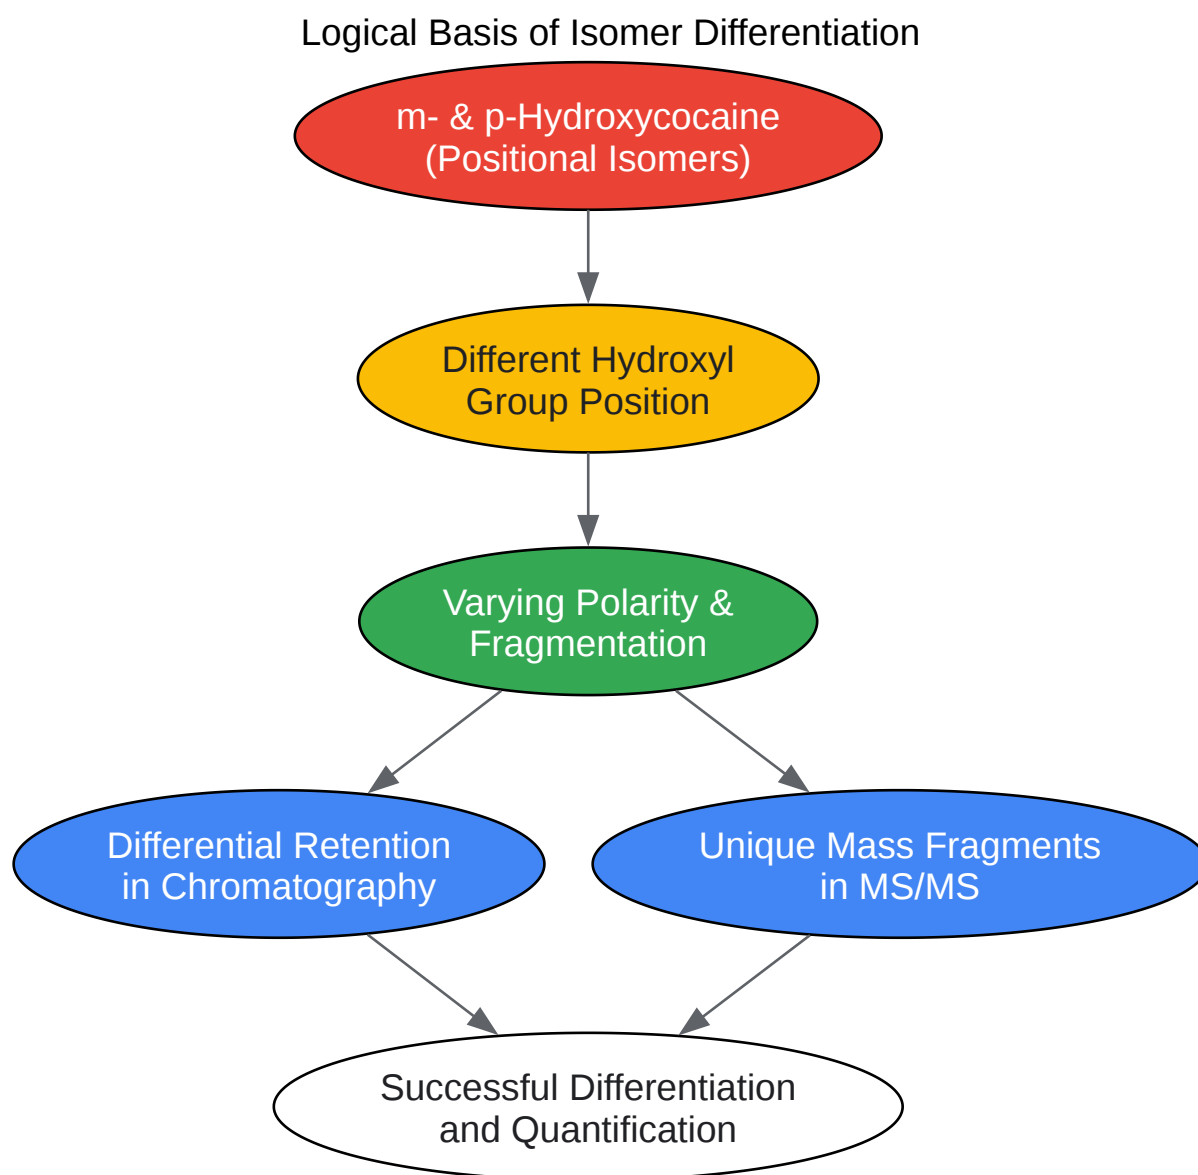 Logical Basis of Isomer Differentiation
m- & p-Hydroxycocaine
(Positional Isomers)
Different Hydroxyl
Group Position
Varying Polarity &
Fragmentation
Differential Retention
in Chromatography
Unique Mass Fragments
in MS/MS
Successful Differentiation
and Quantification